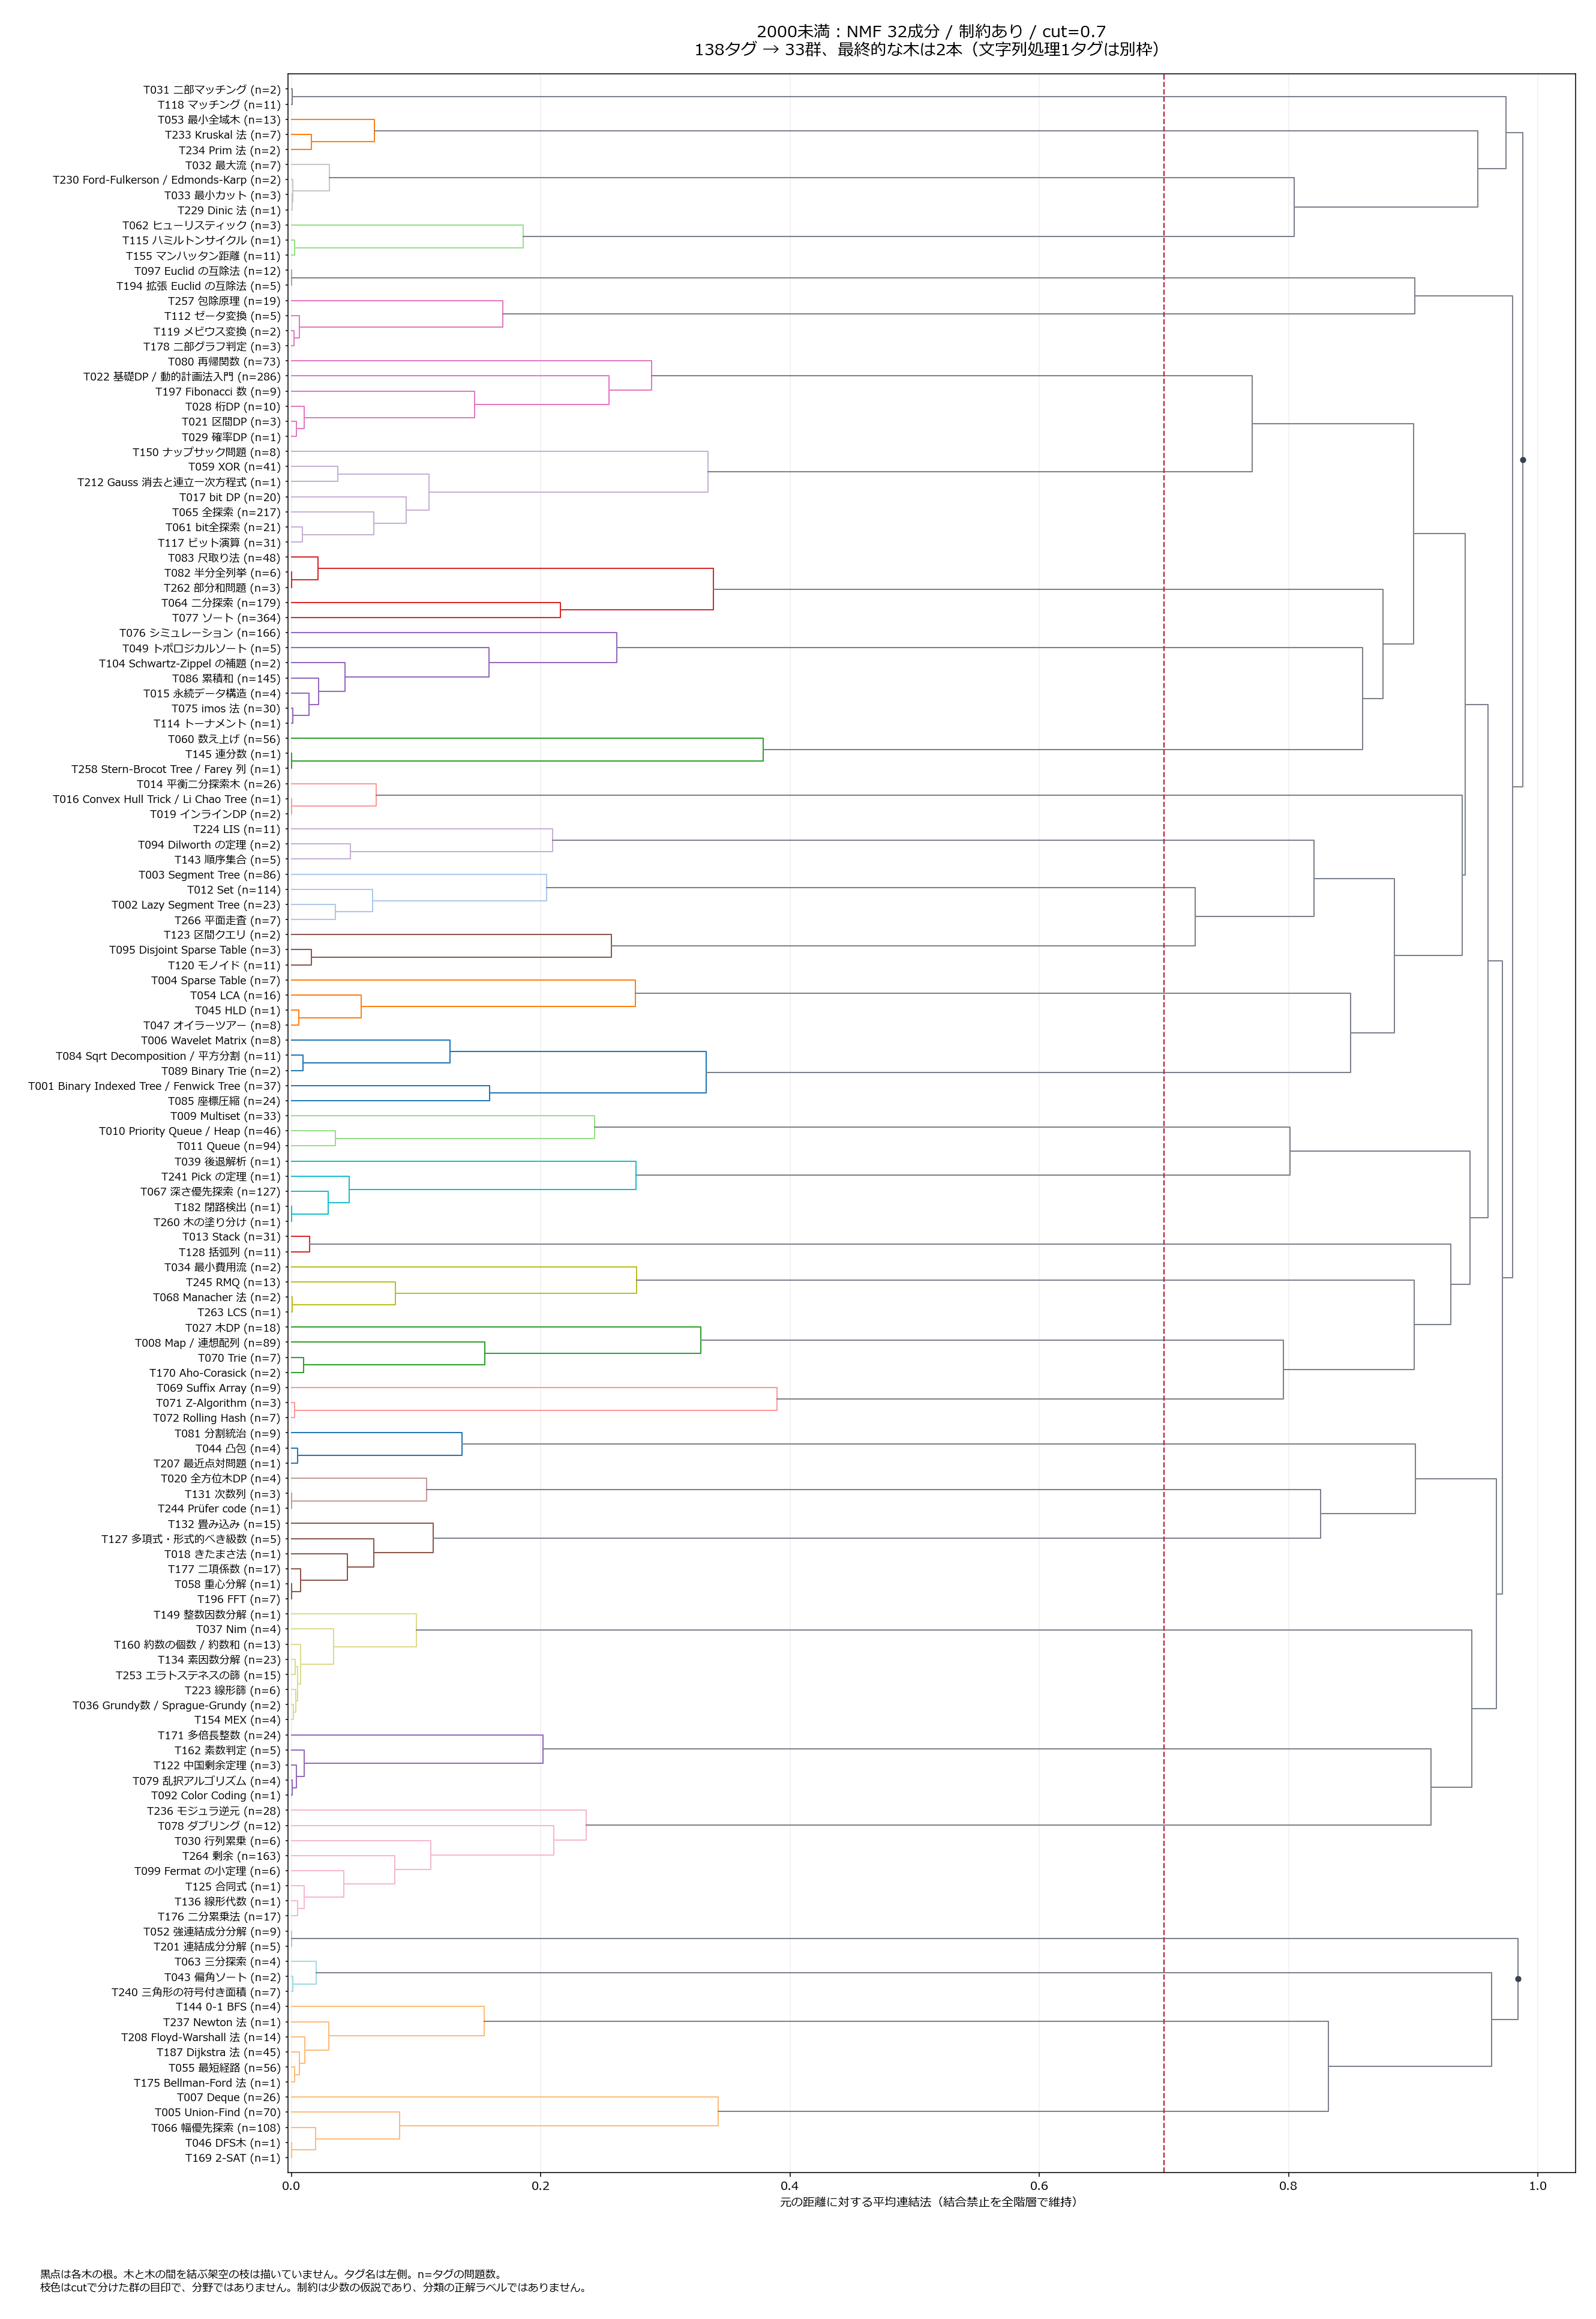 2000未満：NMF 32成分 / 制約あり / cut=0.7
138タグ → 33群、最終的な木は2本（文字列処理1タグは別枠）
T031 二部マッチング (n=2)
T118 マッチング (n=11)
T053 最小全域木 (n=13)
T233 Kruskal 法 (n=7)
T234 Prim 法 (n=2)
T032 最大流 (n=7)
T230 Ford-Fulkerson / Edmonds-Karp (n=2)
T033 最小カット (n=3)
T229 Dinic 法 (n=1)
T062 ヒューリスティック (n=3)
T115 ハミルトンサイクル (n=1)
T155 マンハッタン距離 (n=11)
T097 Euclid の互除法 (n=12)
T194 拡張 Euclid の互除法 (n=5)
T257 包除原理 (n=19)
T112 ゼータ変換 (n=5)
T119 メビウス変換 (n=2)
T178 二部グラフ判定 (n=3)
T080 再帰関数 (n=73)
T022 基礎DP / 動的計画法入門 (n=286)
T197 Fibonacci 数 (n=9)
T028 桁DP (n=10)
T021 区間DP (n=3)
T029 確率DP (n=1)
T150 ナップサック問題 (n=8)
T059 XOR (n=41)
T212 Gauss 消去と連立一次方程式 (n=1)
T017 bit DP (n=20)
T065 全探索 (n=217)
T061 bit全探索 (n=21)
T117 ビット演算 (n=31)
T083 尺取り法 (n=48)
T082 半分全列挙 (n=6)
T262 部分和問題 (n=3)
T064 二分探索 (n=179)
T077 ソート (n=364)
T076 シミュレーション (n=166)
T049 トポロジカルソート (n=5)
T104 Schwartz-Zippel の補題 (n=2)
T086 累積和 (n=145)
T015 永続データ構造 (n=4)
T075 imos 法 (n=30)
T114 トーナメント (n=1)
T060 数え上げ (n=56)
T145 連分数 (n=1)
T258 Stern-Brocot Tree / Farey 列 (n=1)
T014 平衡二分探索木 (n=26)
T016 Convex Hull Trick / Li Chao Tree (n=1)
T019 インラインDP (n=2)
T224 LIS (n=11)
T094 Dilworth の定理 (n=2)
T143 順序集合 (n=5)
T003 Segment Tree (n=86)
T012 Set (n=114)
T002 Lazy Segment Tree (n=23)
T266 平面走査 (n=7)
T123 区間クエリ (n=2)
T095 Disjoint Sparse Table (n=3)
T120 モノイド (n=11)
T004 Sparse Table (n=7)
T054 LCA (n=16)
T045 HLD (n=1)
T047 オイラーツアー (n=8)
T006 Wavelet Matrix (n=8)
T084 Sqrt Decomposition / 平方分割 (n=11)
T089 Binary Trie (n=2)
T001 Binary Indexed Tree / Fenwick Tree (n=37)
T085 座標圧縮 (n=24)
T009 Multiset (n=33)
T010 Priority Queue / Heap (n=46)
T011 Queue (n=94)
T039 後退解析 (n=1)
T241 Pick の定理 (n=1)
T067 深さ優先探索 (n=127)
T182 閉路検出 (n=1)
T260 木の塗り分け (n=1)
T013 Stack (n=31)
T128 括弧列 (n=11)
T034 最小費用流 (n=2)
T245 RMQ (n=13)
T068 Manacher 法 (n=2)
T263 LCS (n=1)
T027 木DP (n=18)
T008 Map / 連想配列 (n=89)
T070 Trie (n=7)
T170 Aho-Corasick (n=2)
T069 Suffix Array (n=9)
T071 Z-Algorithm (n=3)
T072 Rolling Hash (n=7)
T081 分割統治 (n=9)
T044 凸包 (n=4)
T207 最近点対問題 (n=1)
T020 全方位木DP (n=4)
T131 次数列 (n=3)
T244 Prüfer code (n=1)
T132 畳み込み (n=15)
T127 多項式・形式的べき級数 (n=5)
T018 きたまさ法 (n=1)
T177 二項係数 (n=17)
T058 重心分解 (n=1)
T196 FFT (n=7)
T149 整数因数分解 (n=1)
T037 Nim (n=4)
T160 約数の個数 / 約数和 (n=13)
T134 素因数分解 (n=23)
T253 エラトステネスの篩 (n=15)
T223 線形篩 (n=6)
T036 Grundy数 / Sprague-Grundy (n=2)
T154 MEX (n=4)
T171 多倍長整数 (n=24)
T162 素数判定 (n=5)
T122 中国剰余定理 (n=3)
T079 乱択アルゴリズム (n=4)
T092 Color Coding (n=1)
T236 モジュラ逆元 (n=28)
T078 ダブリング (n=12)
T030 行列累乗 (n=6)
T264 剰余 (n=163)
T099 Fermat の小定理 (n=6)
T125 合同式 (n=1)
T136 線形代数 (n=1)
T176 二分累乗法 (n=17)
T052 強連結成分分解 (n=9)
T201 連結成分分解 (n=5)
T063 三分探索 (n=4)
T043 偏角ソート (n=2)
T240 三角形の符号付き面積 (n=7)
T144 0-1 BFS (n=4)
T237 Newton 法 (n=1)
T208 Floyd-Warshall 法 (n=14)
T187 Dijkstra 法 (n=45)
T055 最短経路 (n=56)
T175 Bellman-Ford 法 (n=1)
T007 Deque (n=26)
T005 Union-Find (n=70)
T066 幅優先探索 (n=108)
T046 DFS木 (n=1)
T169 2-SAT (n=1)
0.0 0.2 0.4 0.6 0.8 1.0
元の距離に対する平均連結法（結合禁止を全階層で維持）
黒点は各木の根。木と木の間を結ぶ架空の枝は描いていません。タグ名は左側。n=タグの問題数。
枝色はcutで分けた群の目印で、分野ではありません。制約は少数の仮説であり、分類の正解ラベルではありません。